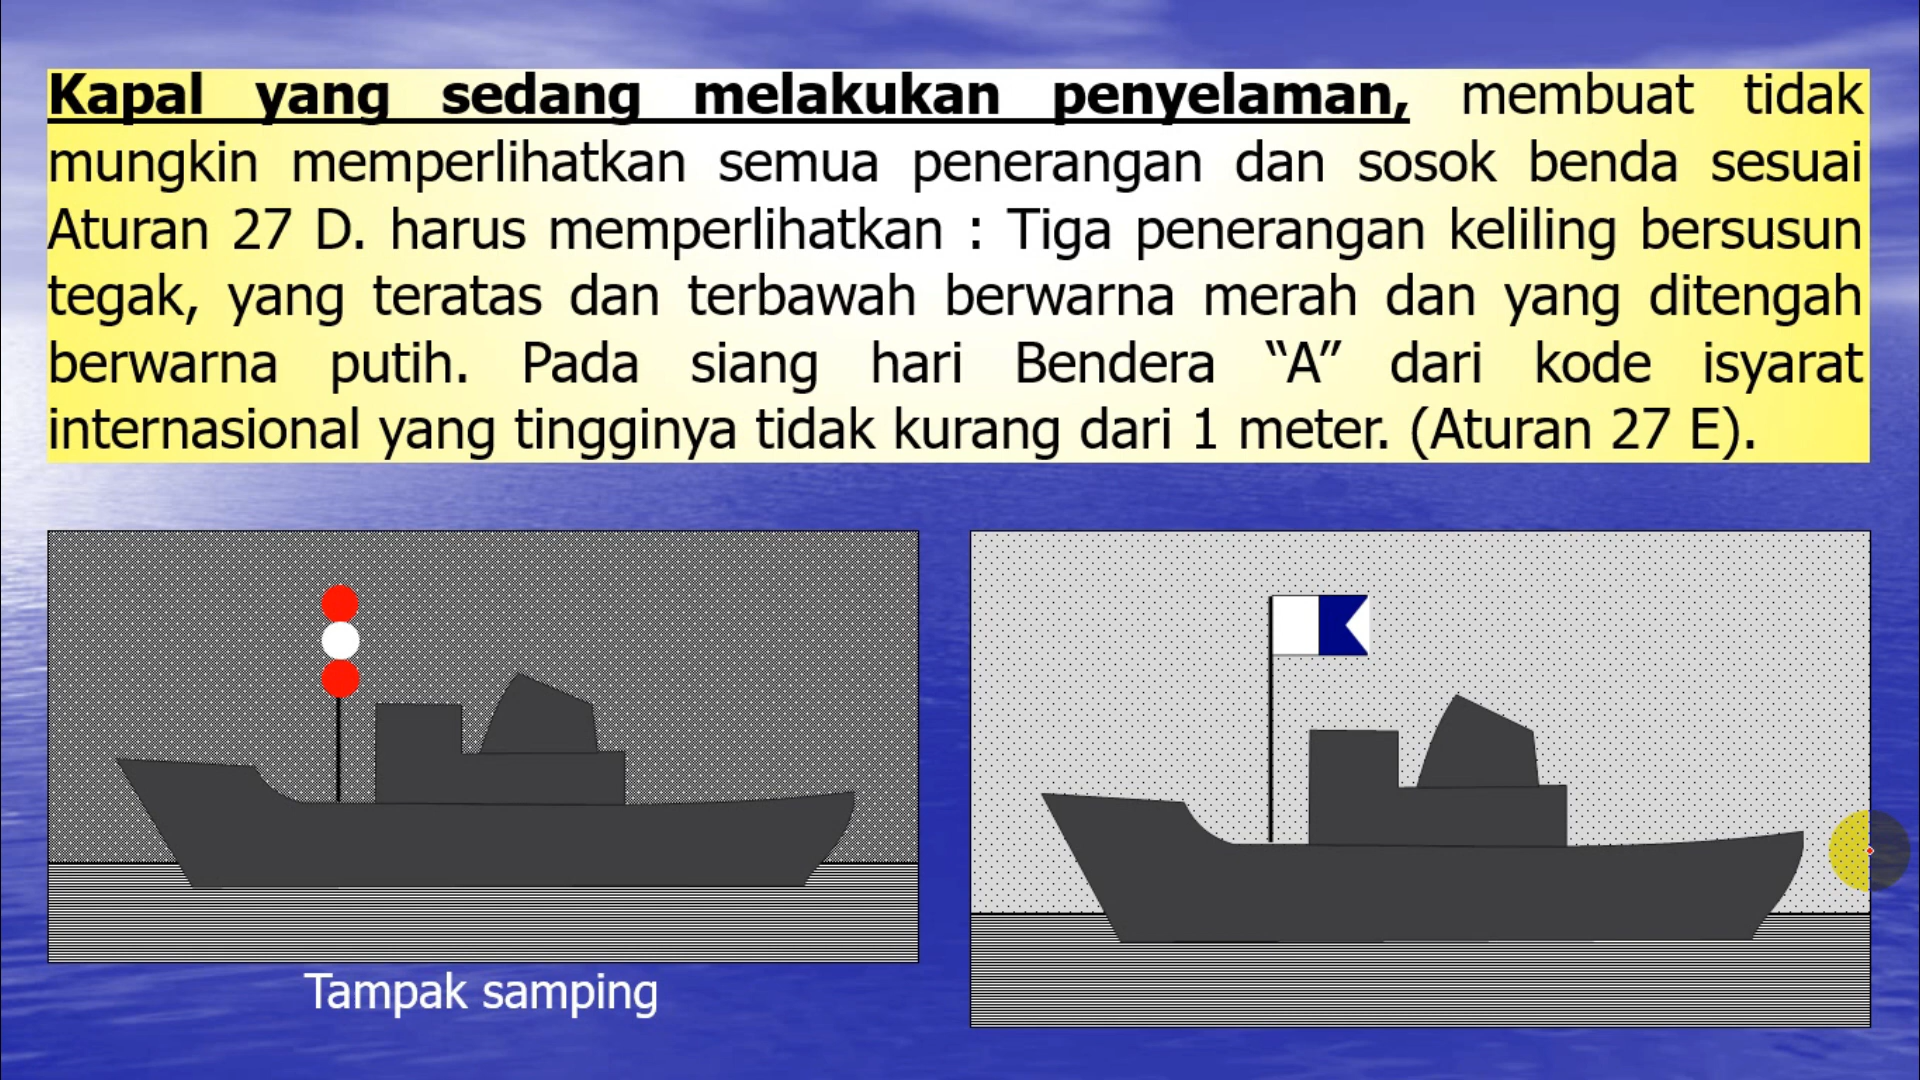 Kapal yang sedang melakukan penyelaman, membuat tidak
mungkin memperlihatkan semua penerangan dan sosok benda sesuai
Aturan 27 D. harus memperlihatkan : Tiga penerangan keliling bersusun
tegak, yang teratas dan terbawah berwarna merah dan yang ditengah
berwarna putih. Pada siang hari Bendera “A” dari kode isyarat
internasional yang tingginya tidak kurang dari 1 meter. (Aturan 27 E).
Tampak samping